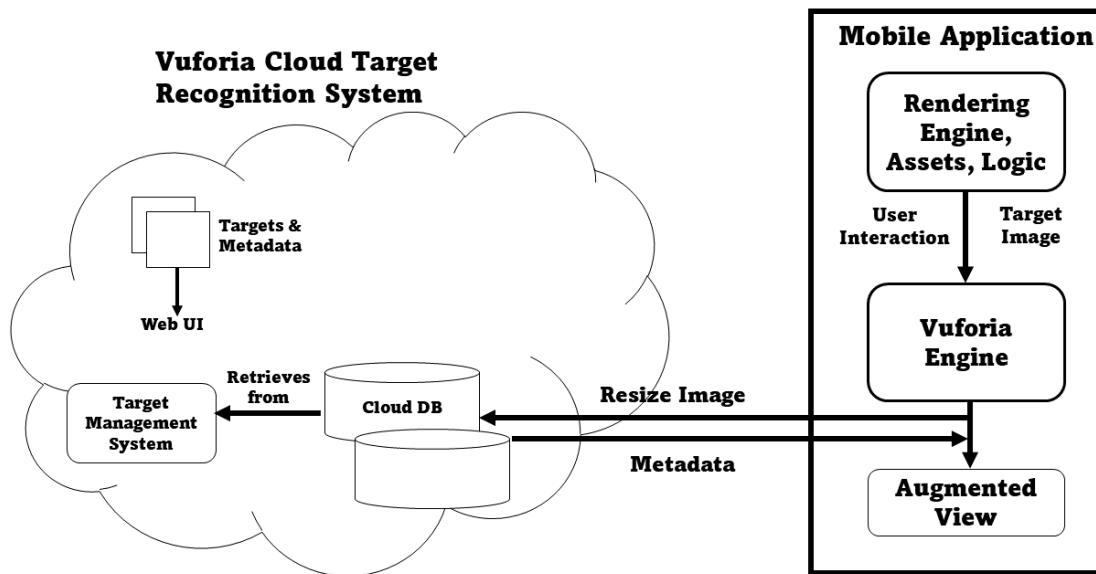 Vuforia Cloud Target
Recognition System
Targets &
Metadata
Web UI
Retrieves
from
Target
Management
System
Cloud DB
Resize Image
Metadata
Mobile Application
Rendering
Engine,
Assets, Logic
User
Interaction
Target
Image
Vuforia
Engine
Augmented
View